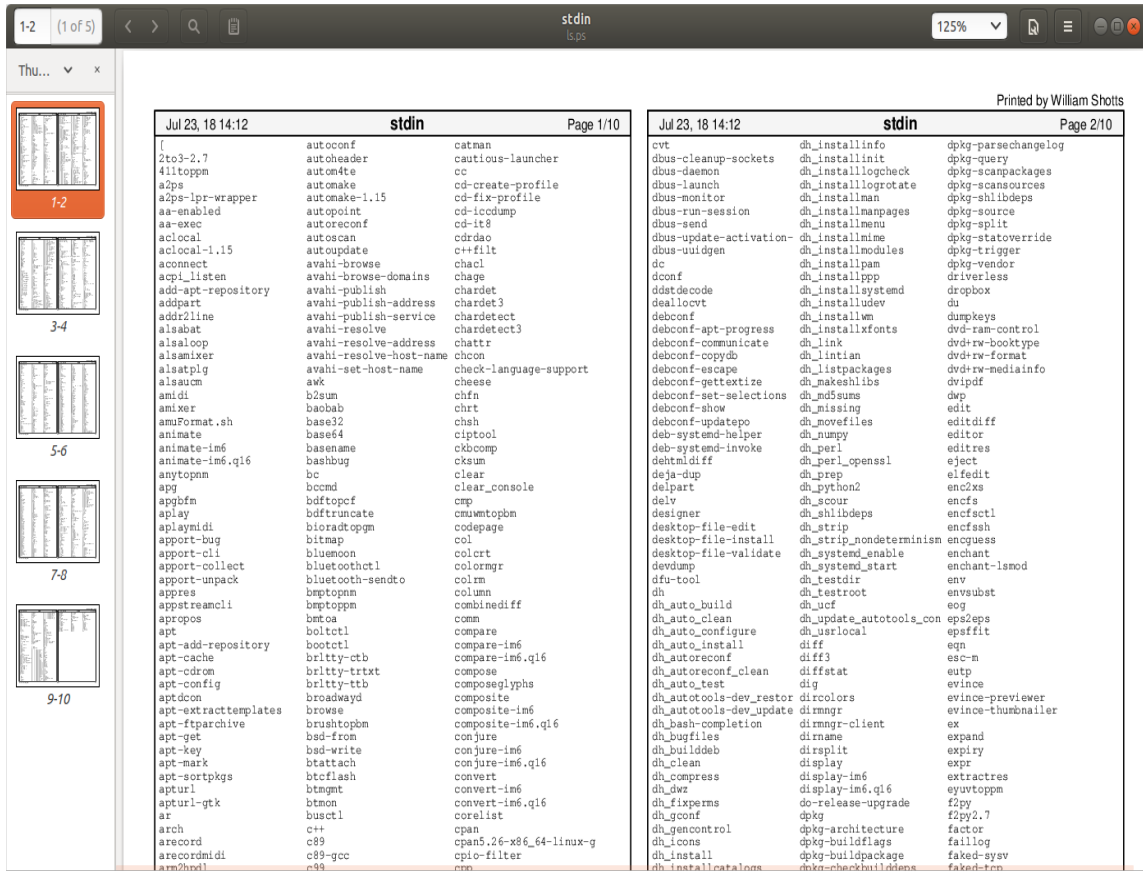 1-2 (1 of 5) stdin 125%
ls.ps
Thu...
1-2
3-4
5-6
7-8
9-10
Printed by William Shotts
Jul 23, 18 14:12 stdin Page 1/10
[ autoconf catman
2to3-2.7 autoheader cautious-launcher
411toppm autom4te cc
a2ps automake cd-create-profile
a2ps-lpr-wrapper automake-1.15 cd-fix-profile
aa-enabled autopoint cd-iccdump
aa-exec autoreconf cd-it8
aclocal autoscan cdrdao
aclocal-1.15 autoupdate c++filt
aconnect avahi-browse chacl
acpi_listen avahi-browse-domains chage
add-apt-repository avahi-publish chardet
addpart avahi-publish-address chardet3
addr2line avahi-publish-service chardetect
alsabat avahi-resolve chardetect3
alsaloop avahi-resolve-address chattr
alsamixer avahi-resolve-host-name chcon
alsatplg avahi-set-host-name check-language-support
alsaucm awk cheese
amidi b2sum chfn
amixer baobab chrt
amuFormat.sh base32 chsh
animate base64 ciptool
animate-im6 basename ckbcomp
animate-im6.q16 bashbug cksum
anytopnm bc clear
apg bccmd clear_console
apgbfm bdftopcf cmp
aplay bdftruncate cmuwmtopbm
aplaymidi bioradtopgm codepage
apport-bug bitmap col
apport-cli bluemoon colcrt
apport-collect bluetoothctl colormgr
apport-unpack bluetooth-sendto colrm
appres bmptopnm column
appstreamcli bmptoppm combinediff
apropos bmtoa comm
apt boltctl compare
apt-add-repository bootctl compare-im6
apt-cache brltty-ctb compare-im6.q16
apt-cdrom brltty-trtxt compose
apt-config brltty-ttb composeglyphs
aptdcon broadwayd composite
apt-extracttemplates browse composite-im6
apt-ftparchive brushtopbm composite-im6.q16
apt-get bsd-from conjure
apt-key bsd-write conjure-im6
apt-mark btattach conjure-im6.q16
apt-sortpkgs btcflash convert
apturl btmgmt convert-im6
apturl-gtk btmon convert-im6.q16
ar busctl corelist
arch c++ cpan
arecord c89 cpan5.26-x86_64-linux-g
arecordmidi c89-gcc cpio-filter
arm2hpdl c99 cpp
Jul 23, 18 14:12 stdin Page 2/10
cvt dh_installinfo dpkg-parsechangelog
dbus-cleanup-sockets dh_installinit dpkg-query
dbus-daemon dh_installlogcheck dpkg-scanpackages
dbus-launch dh_installlogrotate dpkg-scansources
dbus-monitor dh_installman dpkg-shlibdeps
dbus-run-session dh_installmanpages dpkg-source
dbus-send dh_installmenu dpkg-split
dbus-update-activation- dh_installmime dpkg-statoverride
dbus-uuidgen dh_installmodules dpkg-trigger
dc dh_installpam dpkg-vendor
dconf dh_installppp driverless
ddstdecode dh_installsystemd dropbox
deallocvt dh_installudev du
debconf dh_installwm dumpkeys
debconf-apt-progress dh_installxfonts dvd-ram-control
debconf-communicate dh_link dvd+rw-booktype
debconf-copydb dh_lintian dvd+rw-format
debconf-escape dh_listpackages dvd+rw-mediainfo
debconf-gettextize dh_makeshlibs dvipdf
debconf-set-selections dh_md5sums dwp
debconf-show dh_missing edit
debconf-updatepo dh_movefiles editdiff
deb-systemd-helper dh_numpy editor
deb-systemd-invoke dh_perl editres
dehtmldiff dh_perl_openssl eject
deja-dup dh_prep elfedit
delpart dh_python2 enc2xs
delv dh_scour encfs
designer dh_shlibdeps encfsctl
desktop-file-edit dh_strip encfssh
desktop-file-install dh_strip_nondeterminism encguess
desktop-file-validate dh_systemd_enable enchant
devdump dh_systemd_start enchant-lsmod
dfu-tool dh_testdir env
dh dh_testroot envsubst
dh_auto_build dh_ucf eog
dh_auto_clean dh_update_autotools_con eps2eps
dh_auto_configure dh_usrlocal epsffit
dh_auto_install diff eqn
dh_autoreconf diff3 esc-m
dh_autoreconf_clean diffstat eutp
dh_auto_test dig evince
dh_autotools-dev_restor dircolors evince-previewer
dh_autotools-dev_update dirmngr evince-thumbnailer
dh_bash-completion dirmngr-client ex
dh_bugfiles dirname expand
dh_builddeb dirsplit expiry
dh_clean display expr
dh_compress display-im6 extractres
dh_dwz display-im6.q16 eyuvtoppm
dh_fixperms do-release-upgrade f2py
dh_gconf dpkg f2py2.7
dh_gencontrol dpkg-architecture factor
dh_icons dpkg-buildflags faillog
dh_install dpkg-buildpackage faked-sysv
dh_installcatalogs dpkg-checkbuilddeps faked-tcp